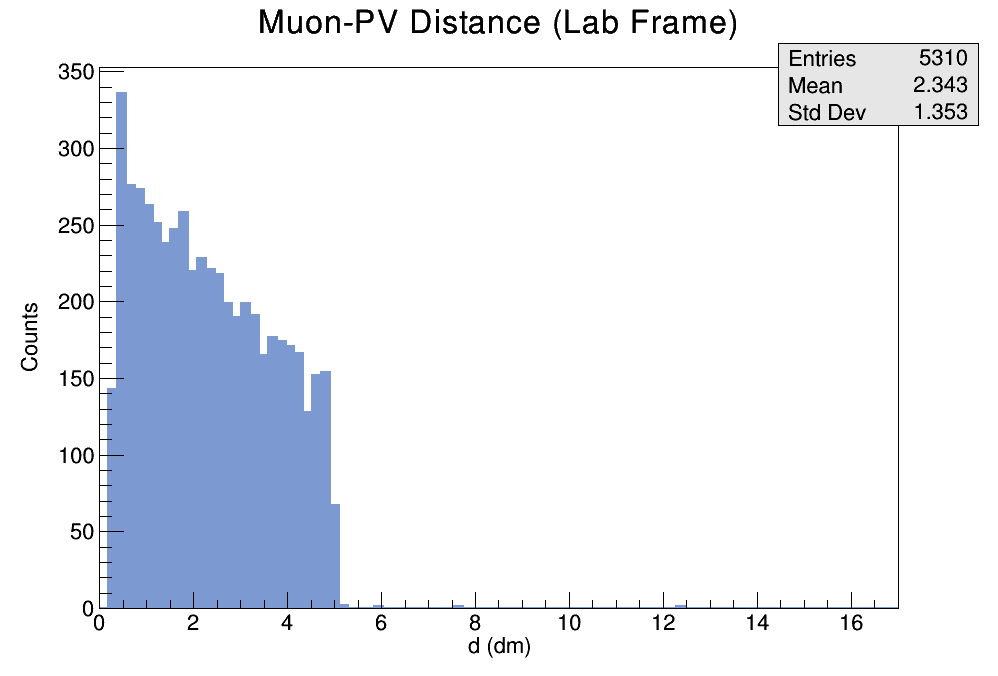 Muon-PV Distance (Lab Frame)
Entries 5310
Mean 2.343
Std Dev 1.353
350
300
250
200
150
100
50
0
Counts
0 2 4 6 8 10 12 14 16
d (dm)